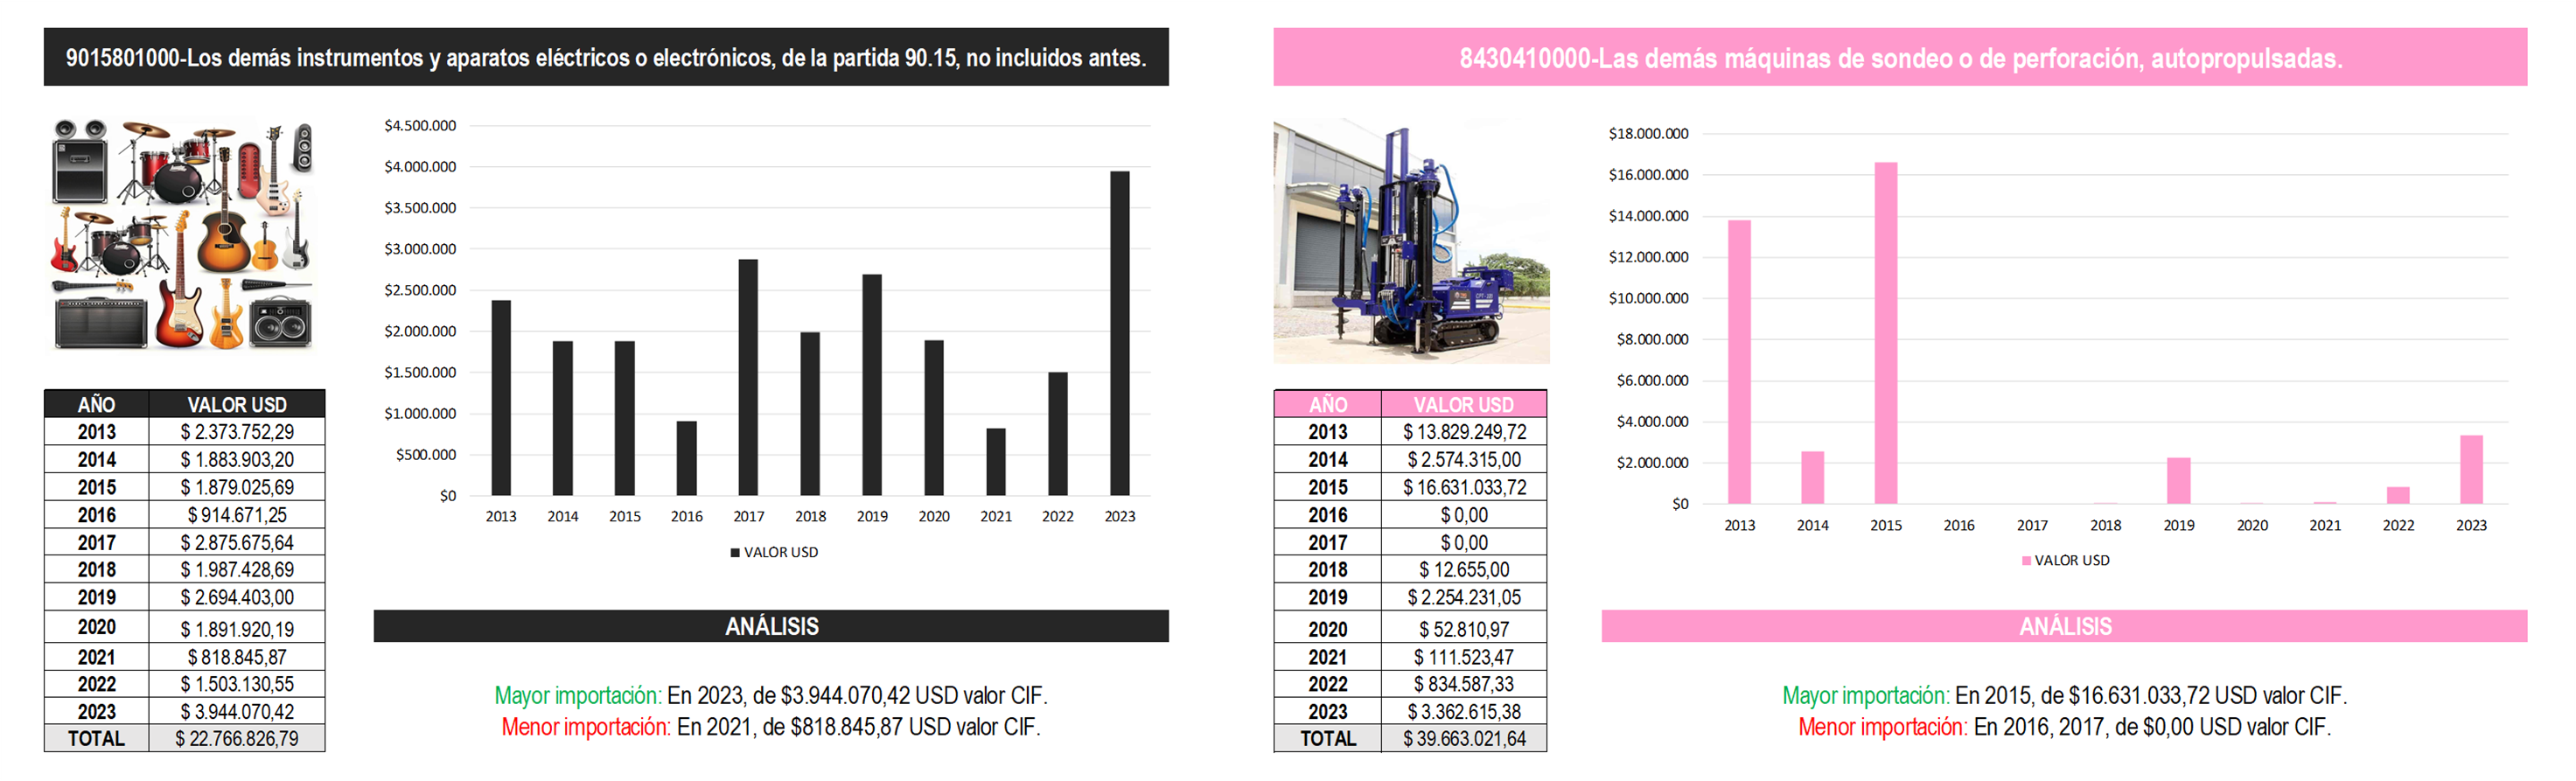 9015801000-Los demás instrumentos y aparatos eléctricos o electrónicos, de la partida 90.15, no incluidos antes.
$4.500.000
$4.000.000
$3.500.000
$3.000.000
$2.500.000
$2.000.000
$1.500.000
$1.000.000
$500.000
$0
2013 2014 2015 2016 2017 2018 2019 2020 2021 2022 2023
VALOR USD
AÑO VALOR USD
2013 $ 2.373.752,29
2014 $ 1.883.903,20
2015 $ 1.879.025,69
2016 $ 914.671,25
2017 $ 2.875.675,64
2018 $ 1.987.428,69
2019 $ 2.694.403,00
2020 $ 1.891.920,19
2021 $ 818.845,87
2022 $ 1.503.130,55
2023 $ 3.944.070,42
TOTAL $ 22.766.826,79
ANÁLISIS
Mayor importación: En 2023, de $3.944.070,42 USD valor CIF.
Menor importación: En 2021, de $818.845,87 USD valor CIF.
8430410000-Las demás máquinas de sondeo o de perforación, autopropulsadas.
$18.000.000
$16.000.000
$14.000.000
$12.000.000
$10.000.000
$8.000.000
$6.000.000
$4.000.000
$2.000.000
$0
2013 2014 2015 2016 2017 2018 2019 2020 2021 2022 2023
VALOR USD
AÑO VALOR USD
2013 $ 13.829.249,72
2014 $ 2.574.315,00
2015 $ 16.631.033,72
2016 $ 0,00
2017 $ 0,00
2018 $ 12.655,00
2019 $ 2.254.231,05
2020 $ 52.810,97
2021 $ 111.523,47
2022 $ 834.587,33
2023 $ 3.362.615,38
TOTAL $ 39.663.021,64
ANÁLISIS
Mayor importación: En 2015, de $16.631.033,72 USD valor CIF.
Menor importación: En 2016, 2017, de $0,00 USD valor CIF.